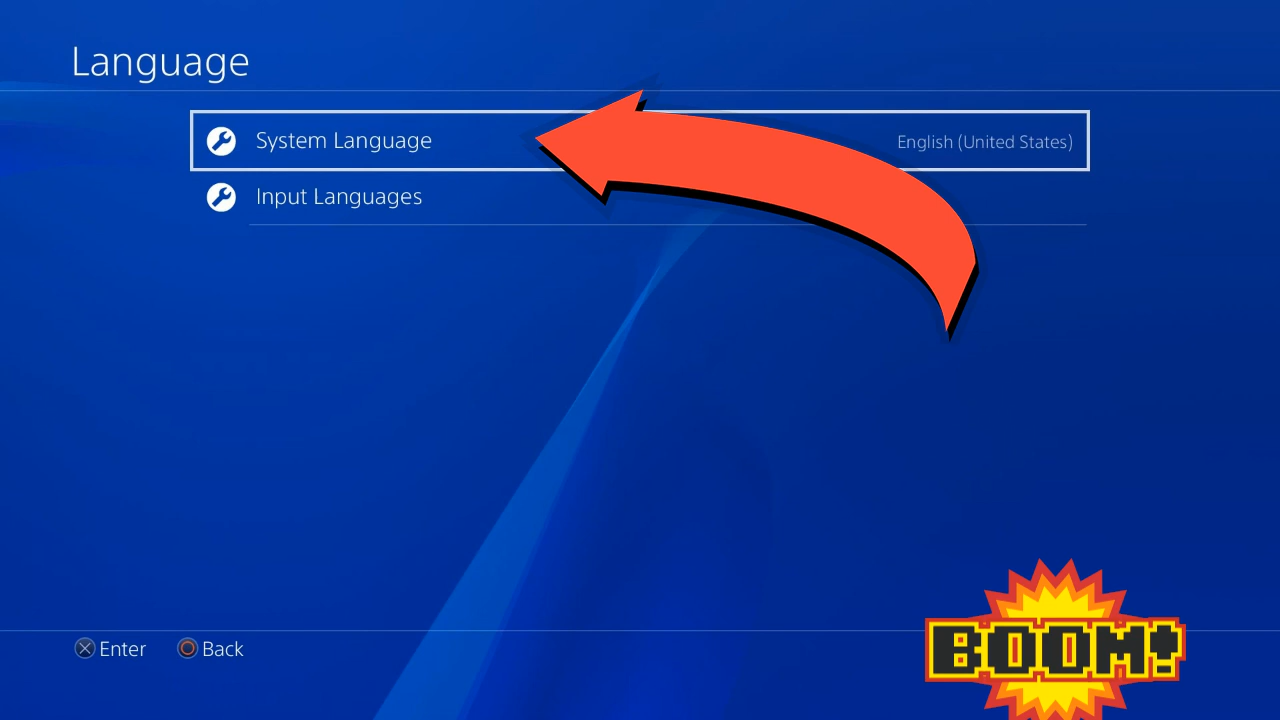 Language
System Language English (United States)
Input Languages
Enter Back
BOOM!